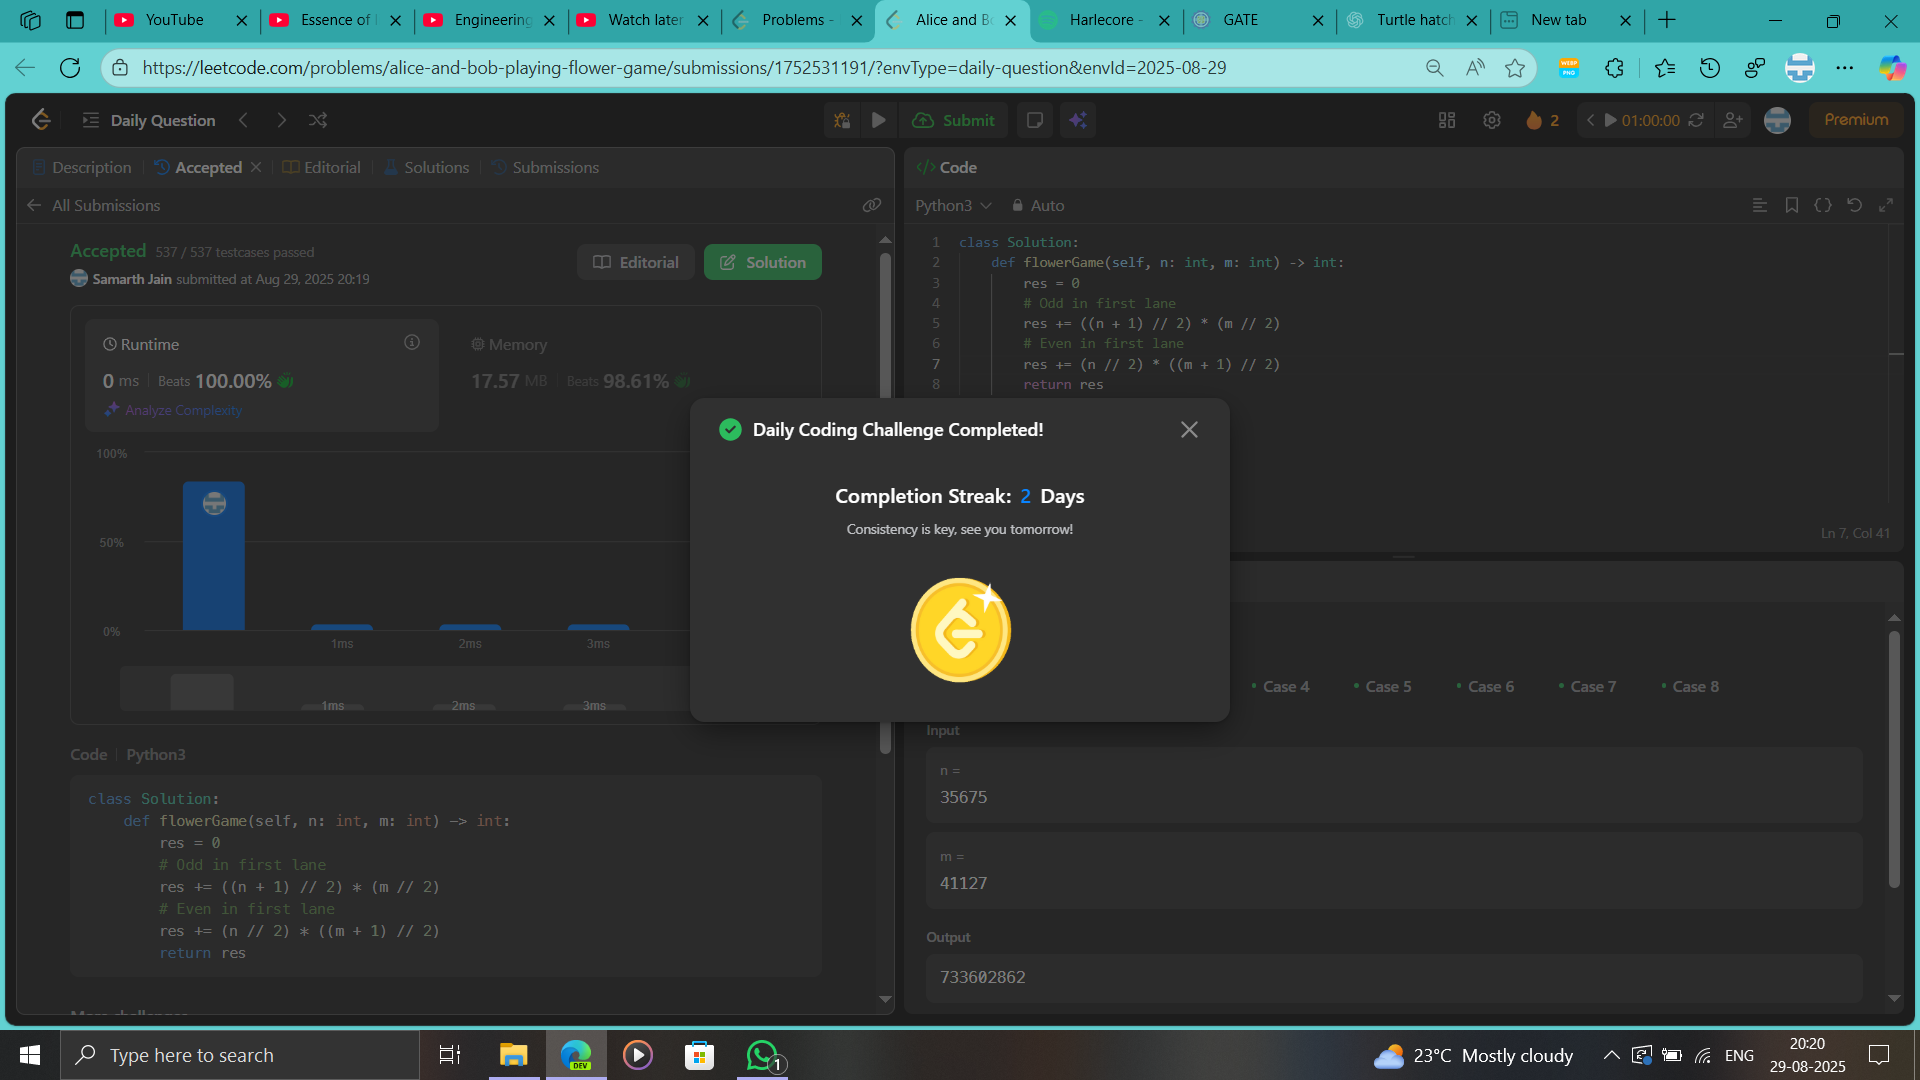 YouTube
Essence of
Engineering
Watch later
Problems -
Alice and Bo
Harlecore -
GATE
Turtle hatch
New tab
https://leetcode.com/problems/alice-and-bob-playing-flower-game/submissions/1752531191/?envType=daily-question&envId=2025-08-29
Daily Question
Submit
2
01:00:00
Premium
Description
Accepted
Editorial
Solutions
Submissions
All Submissions
Accepted 537 / 537 testcases passed
Samarth Jain submitted at Aug 29, 2025 20:19
Editorial
Solution
Runtime
0 ms Beats 100.00%
Analyze Complexity
Memory
17.57 MB Beats 98.61%
100%
50%
0%
1ms
2ms
3ms
1ms
2ms
3ms
Code Python3
class Solution:
def flowerGame(self, n: int, m: int) -> int:
res = 0
# Odd in first lane
res += ((n + 1) // 2) * (m // 2)
# Even in first lane
res += (n // 2) * ((m + 1) // 2)
return res
More challenges
</> Code
Python3 Auto
1 class Solution:
2 def flowerGame(self, n: int, m: int) -> int:
3 res = 0
4 # Odd in first lane
5 res += ((n + 1) // 2) * (m // 2)
6 # Even in first lane
7 res += (n // 2) * ((m + 1) // 2)
8 return res
Ln 7, Col 41
Daily Coding Challenge Completed!
Completion Streak: 2 Days
Consistency is key, see you tomorrow!
Case 4
Case 5
Case 6
Case 7
Case 8
Input
n =
35675
m =
41127
Output
733602862
Type here to search
DEV
1
23°C Mostly cloudy
ENG
20:20
29-08-2025